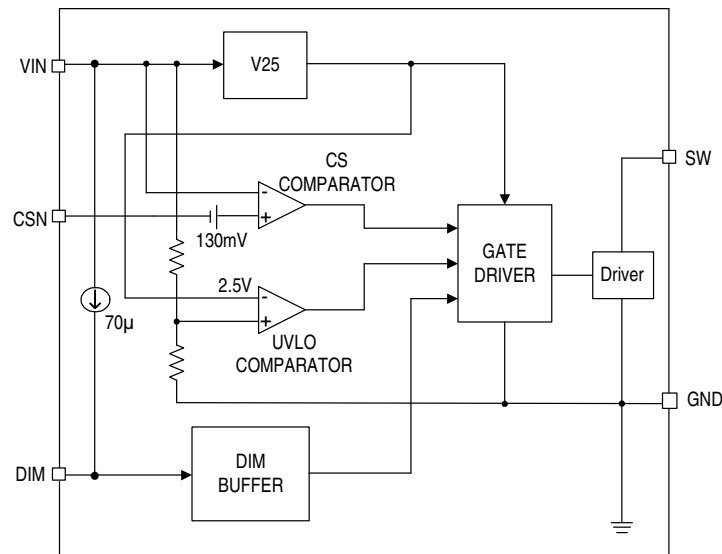 VIN
V25
SW
CS
COMPARATOR
-
+
CSN
130mV
GATE
DRIVER
Driver
2.5V
-
+
70µ
UVLO
COMPARATOR
GND
DIM
DIM
BUFFER